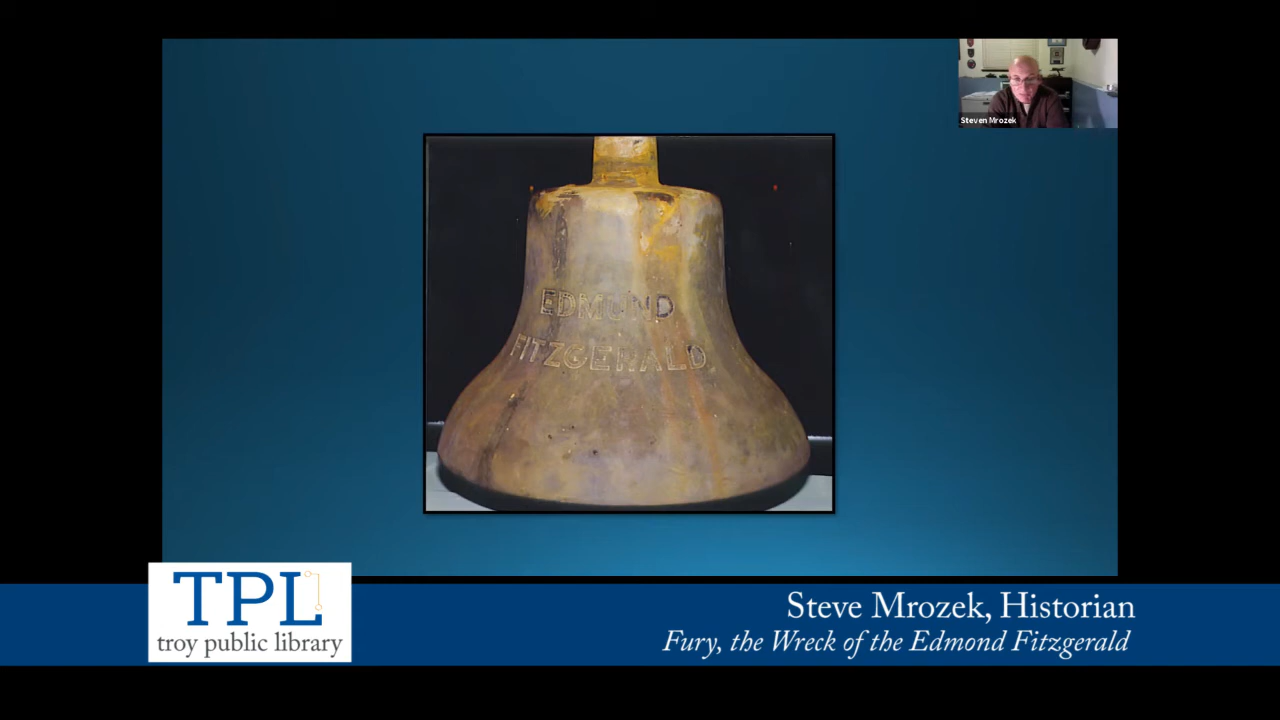 Steven Mrozek
EDMUND
FITZGERALD
TPL
troy public library
Steve Mrozek, Historian
Fury, the Wreck of the Edmond Fitzgerald